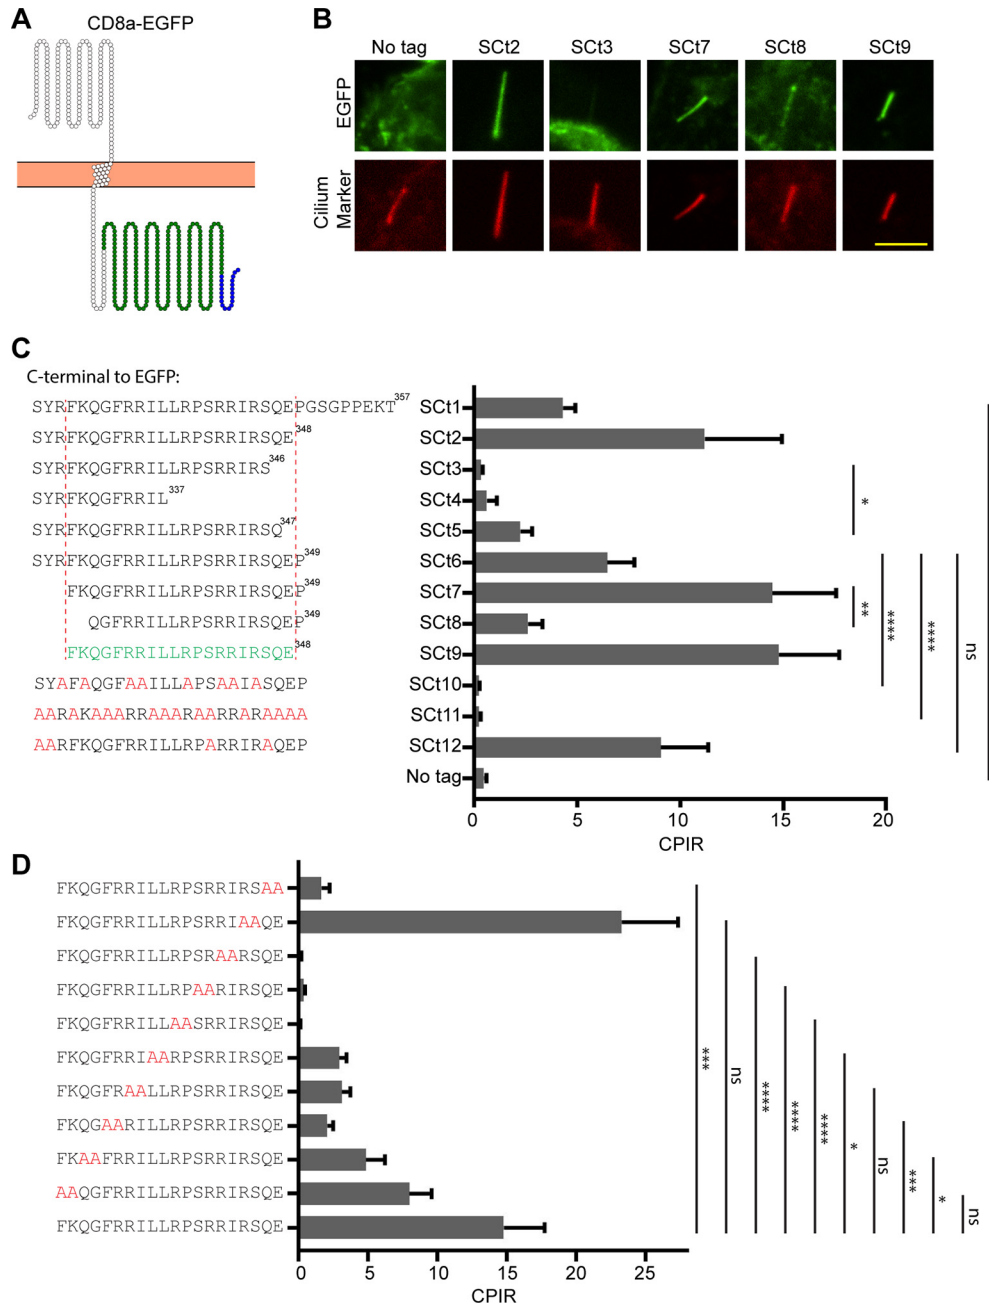 A
CD8a-EGFP
B
No tag SCt2 SCt3 SCt7 SCt8 SCt9
EGFP
Cilium Marker
C
C-terminal to EGFP:
SYRFKQGFRRILLRPSRRIRSQEPGSGPPEKT357 SCt1
SYRFKQGFRRILLRPSRRIRSQE348 SCt2
SYRFKQGFRRILLRPSRRIRS346 SCt3
SYRFKQGFRRIL337 SCt4 *
SYRFKQGFRRILLRPSRRIRSQ347 SCt5
SYRFKQGFRRILLRPSRRIRSQEP349 SCt6
FKQGFRRILLRPSRRIRSQEP349 SCt7 ** **** ****
QGFRRILLRPSRRIRSQEP349 SCt8 ns
FKQGFRRILLRPSRRIRSQE348 SCt9
SYAFAQGFAAILLAPSAAIASQEP SCt10
AARAKAAARRAAARAARRARAAAA SCt11
AARFKQGFRRILLRPARRIRAQEP SCt12
No tag
0 5 10 15 20
CPIR
D
FKQGFRRILLRPSRRIRSAA
FKQGFRRILLRPSRRIAAQE
FKQGFRRILLRPSRAARSQE
FKQGFRRILLRPAARIRSQE
FKQGFRRILLAASRRIRSQE
FKQGFRRIAARPSRRIRSQE
FKQGFRAALLRPSRRIRSQE
FKQGAARILLRPSRRIRSQE
FKAAFRRILLRPSRRIRSQE
AAQGFRRILLRPSRRIRSQE
FKQGFRRILLRPSRRIRSQE
*** ns **** **** **** * ns *** * ns
0 5 10 15 20 25
CPIR